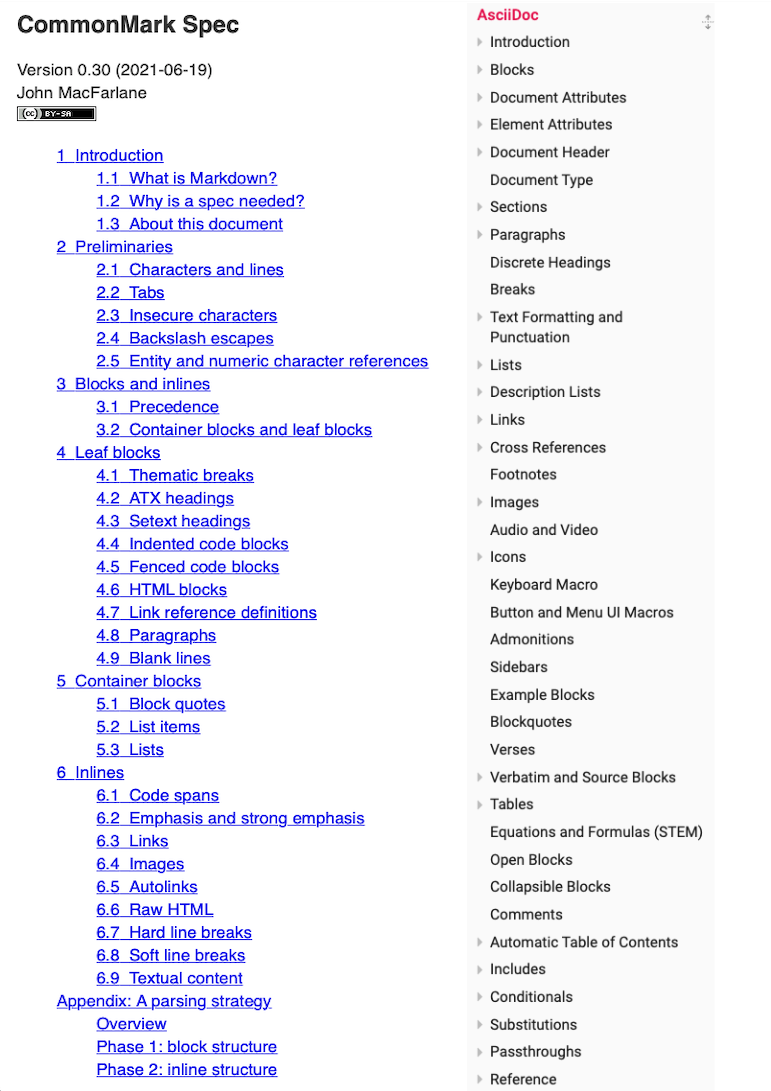 CommonMark Spec
Version 0.30 (2021-06-19)
John MacFarlane
(cc) BY-SA
1 Introduction
1.1 What is Markdown?
1.2 Why is a spec needed?
1.3 About this document
2 Preliminaries
2.1 Characters and lines
2.2 Tabs
2.3 Insecure characters
2.4 Backslash escapes
2.5 Entity and numeric character references
3 Blocks and inlines
3.1 Precedence
3.2 Container blocks and leaf blocks
4 Leaf blocks
4.1 Thematic breaks
4.2 ATX headings
4.3 Setext headings
4.4 Indented code blocks
4.5 Fenced code blocks
4.6 HTML blocks
4.7 Link reference definitions
4.8 Paragraphs
4.9 Blank lines
5 Container blocks
5.1 Block quotes
5.2 List items
5.3 Lists
6 Inlines
6.1 Code spans
6.2 Emphasis and strong emphasis
6.3 Links
6.4 Images
6.5 Autolinks
6.6 Raw HTML
6.7 Hard line breaks
6.8 Soft line breaks
6.9 Textual content
Appendix: A parsing strategy
Overview
Phase 1: block structure
Phase 2: inline structure
AsciiDoc
Introduction
Blocks
Document Attributes
Element Attributes
Document Header
Document Type
Sections
Paragraphs
Discrete Headings
Breaks
Text Formatting and
Punctuation
Lists
Description Lists
Links
Cross References
Footnotes
Images
Audio and Video
Icons
Keyboard Macro
Button and Menu UI Macros
Admonitions
Sidebars
Example Blocks
Blockquotes
Verses
Verbatim and Source Blocks
Tables
Equations and Formulas (STEM)
Open Blocks
Collapsible Blocks
Comments
Automatic Table of Contents
Includes
Conditionals
Substitutions
Passthroughs
Reference